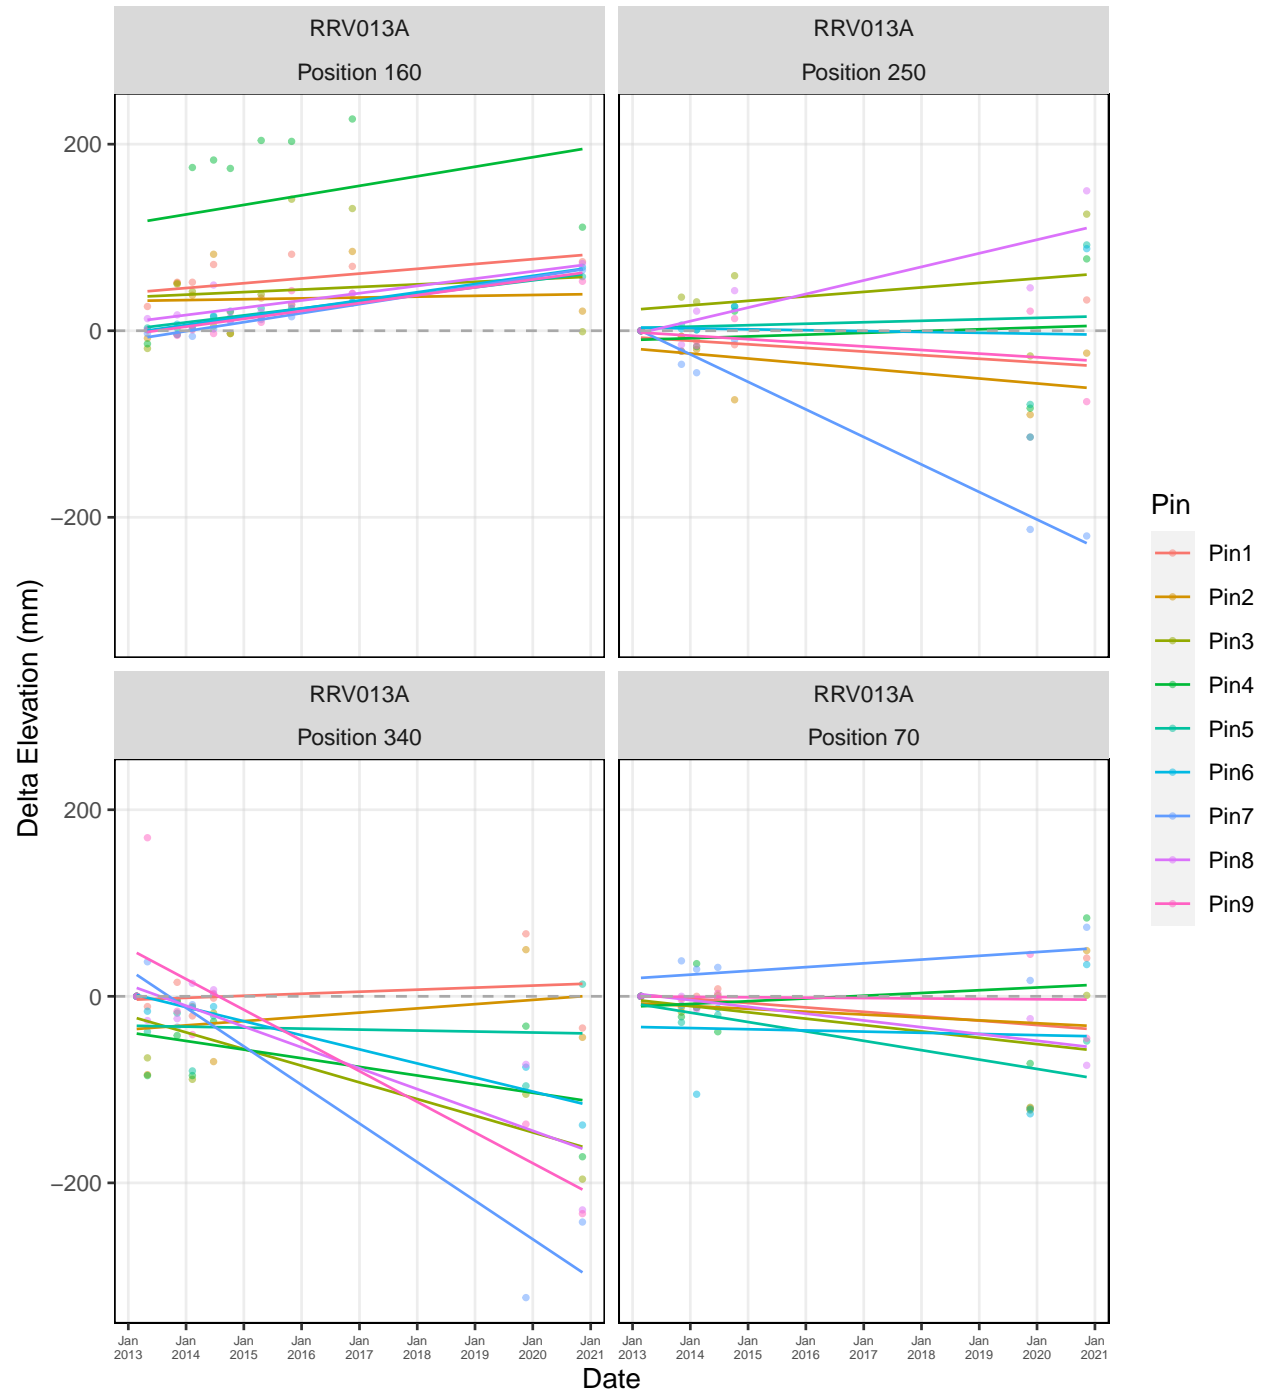 RRV013A
Position 160
RRV013A
Position 250
200
0
−200
RRV013A
Position 340
RRV013A
Position 70
200
0
−200
Delta Elevation (mm)
Jan Jan Jan Jan Jan Jan Jan Jan Jan
2013 2014 2015 2016 2017 2018 2019 2020 2021
Jan Jan Jan Jan Jan Jan Jan Jan Jan
2013 2014 2015 2016 2017 2018 2019 2020 2021
Date
Pin
Pin1
Pin2
Pin3
Pin4
Pin5
Pin6
Pin7
Pin8
Pin9